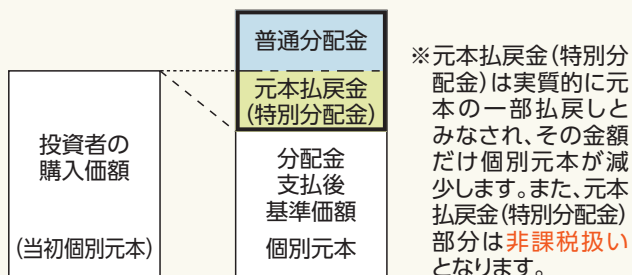 普通分配金
元本払戻金
(特別分配金)
投資者の
購入価額
(当初個別元本)
分配金
支払後
基準価額
個別元本
※元本払戻金(特別分
配金)は実質的に元
本の一部払戻しと
みなされ、その金額
だけ個別元本が減
少します。また、元本
払戻金(特別分配金)
部分は非課税扱い
となります。